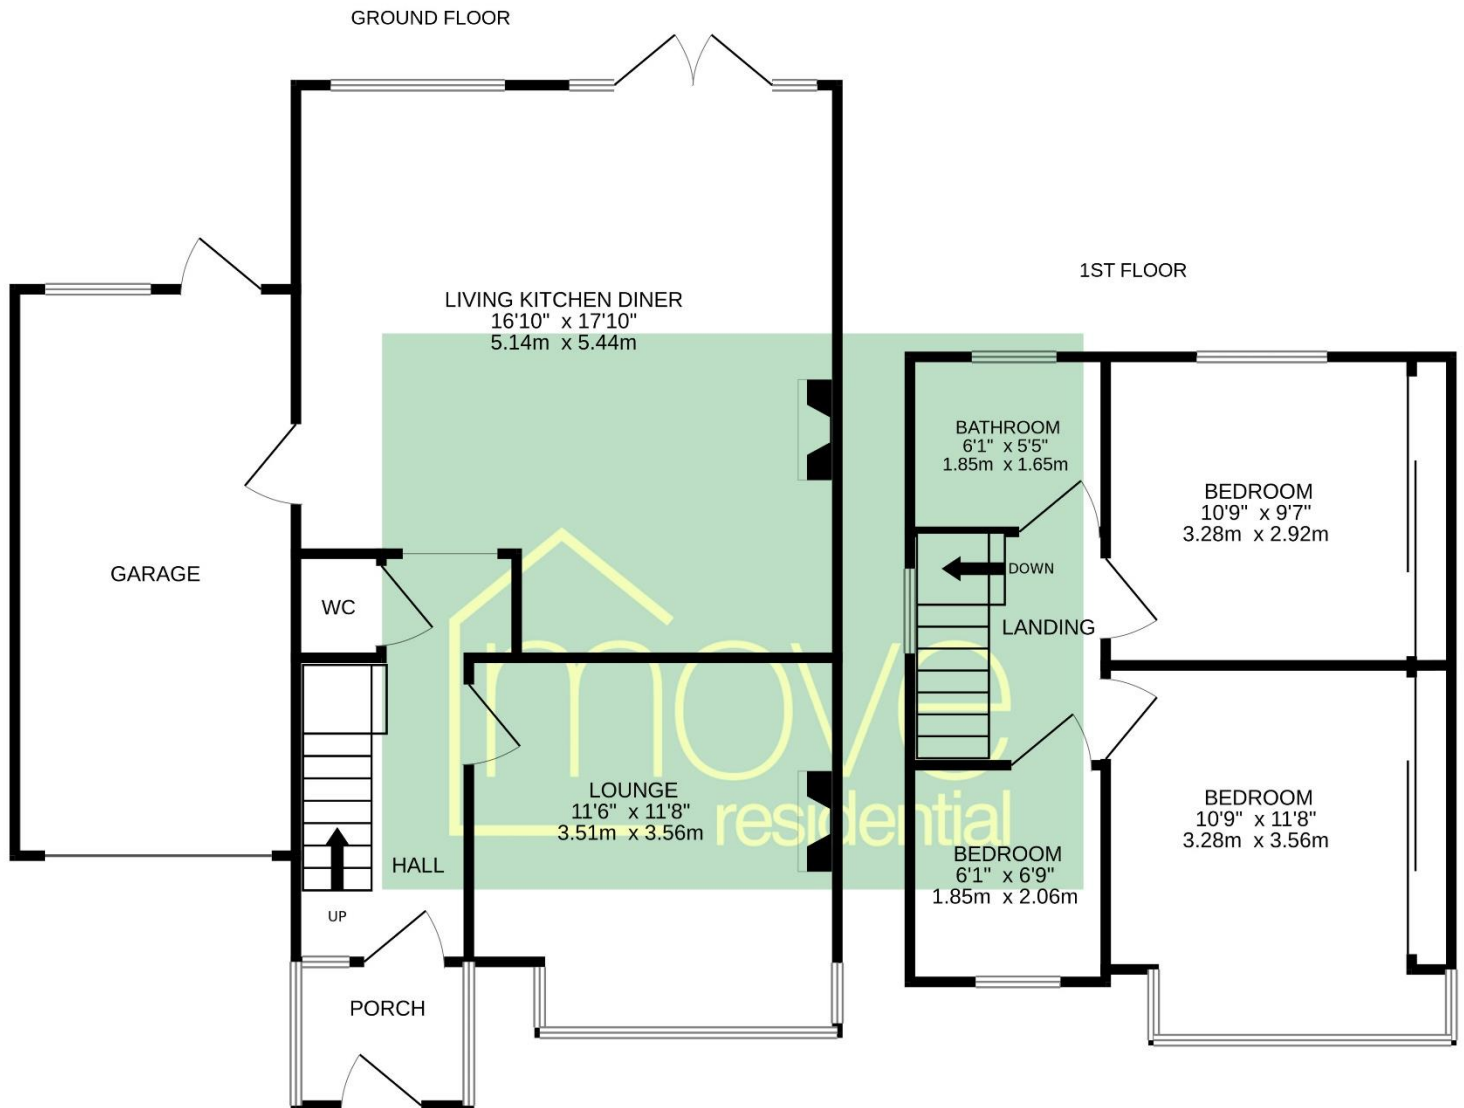 GROUND FLOOR
LIVING KITCHEN DINER
16'10" x 17'10"
5.14m x 5.44m
GARAGE
WC
LOUNGE
11'6" x 11'8"
3.51m x 3.56m
HALL
UP
PORCH
1ST FLOOR
BATHROOM
6'1" x 5'5"
1.85m x 1.65m
BEDROOM
10'9" x 9'7"
3.28m x 2.92m
DOWN
LANDING
BEDROOM
10'9" x 11'8"
3.28m x 3.56m
BEDROOM
6'1" x 6'9"
1.85m x 2.06m
move
residential